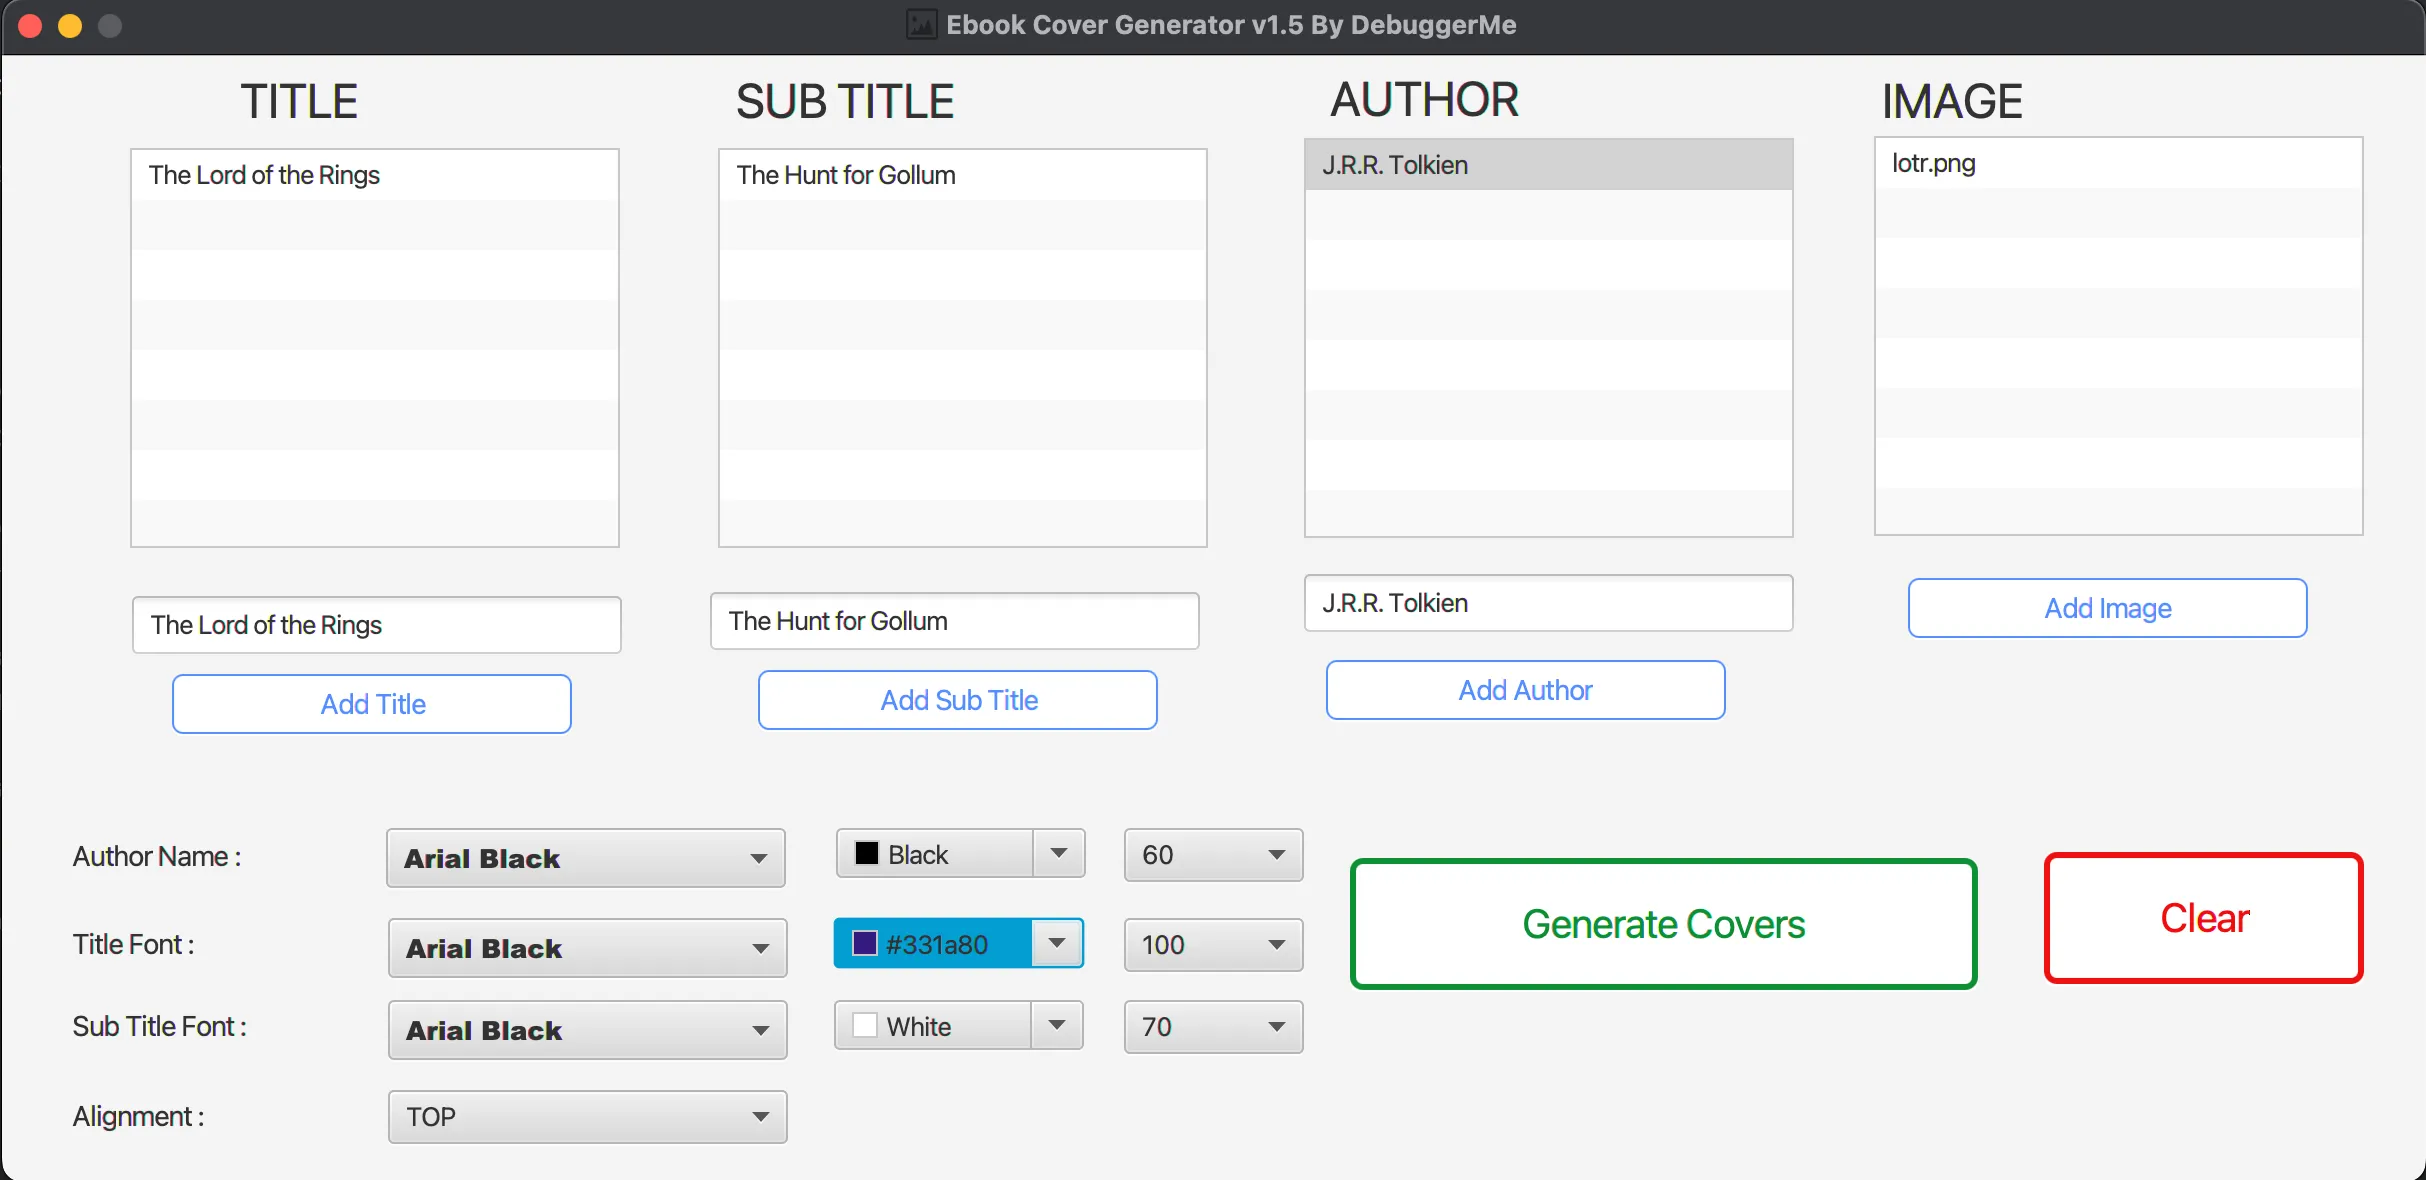 Ebook Cover Generator v1.5 By DebuggerMe
TITLE
SUB TITLE
AUTHOR
IMAGE
The Lord of the Rings
The Hunt for Gollum
J.R.R. Tolkien
lotr.png
The Lord of the Rings
The Hunt for Gollum
J.R.R. Tolkien
Add Image
Add Title
Add Sub Title
Add Author
Author Name :
Arial Black
Black
60
Title Font :
Arial Black
#331a80
100
Generate Covers
Clear
Sub Title Font :
Arial Black
White
70
Alignment :
TOP